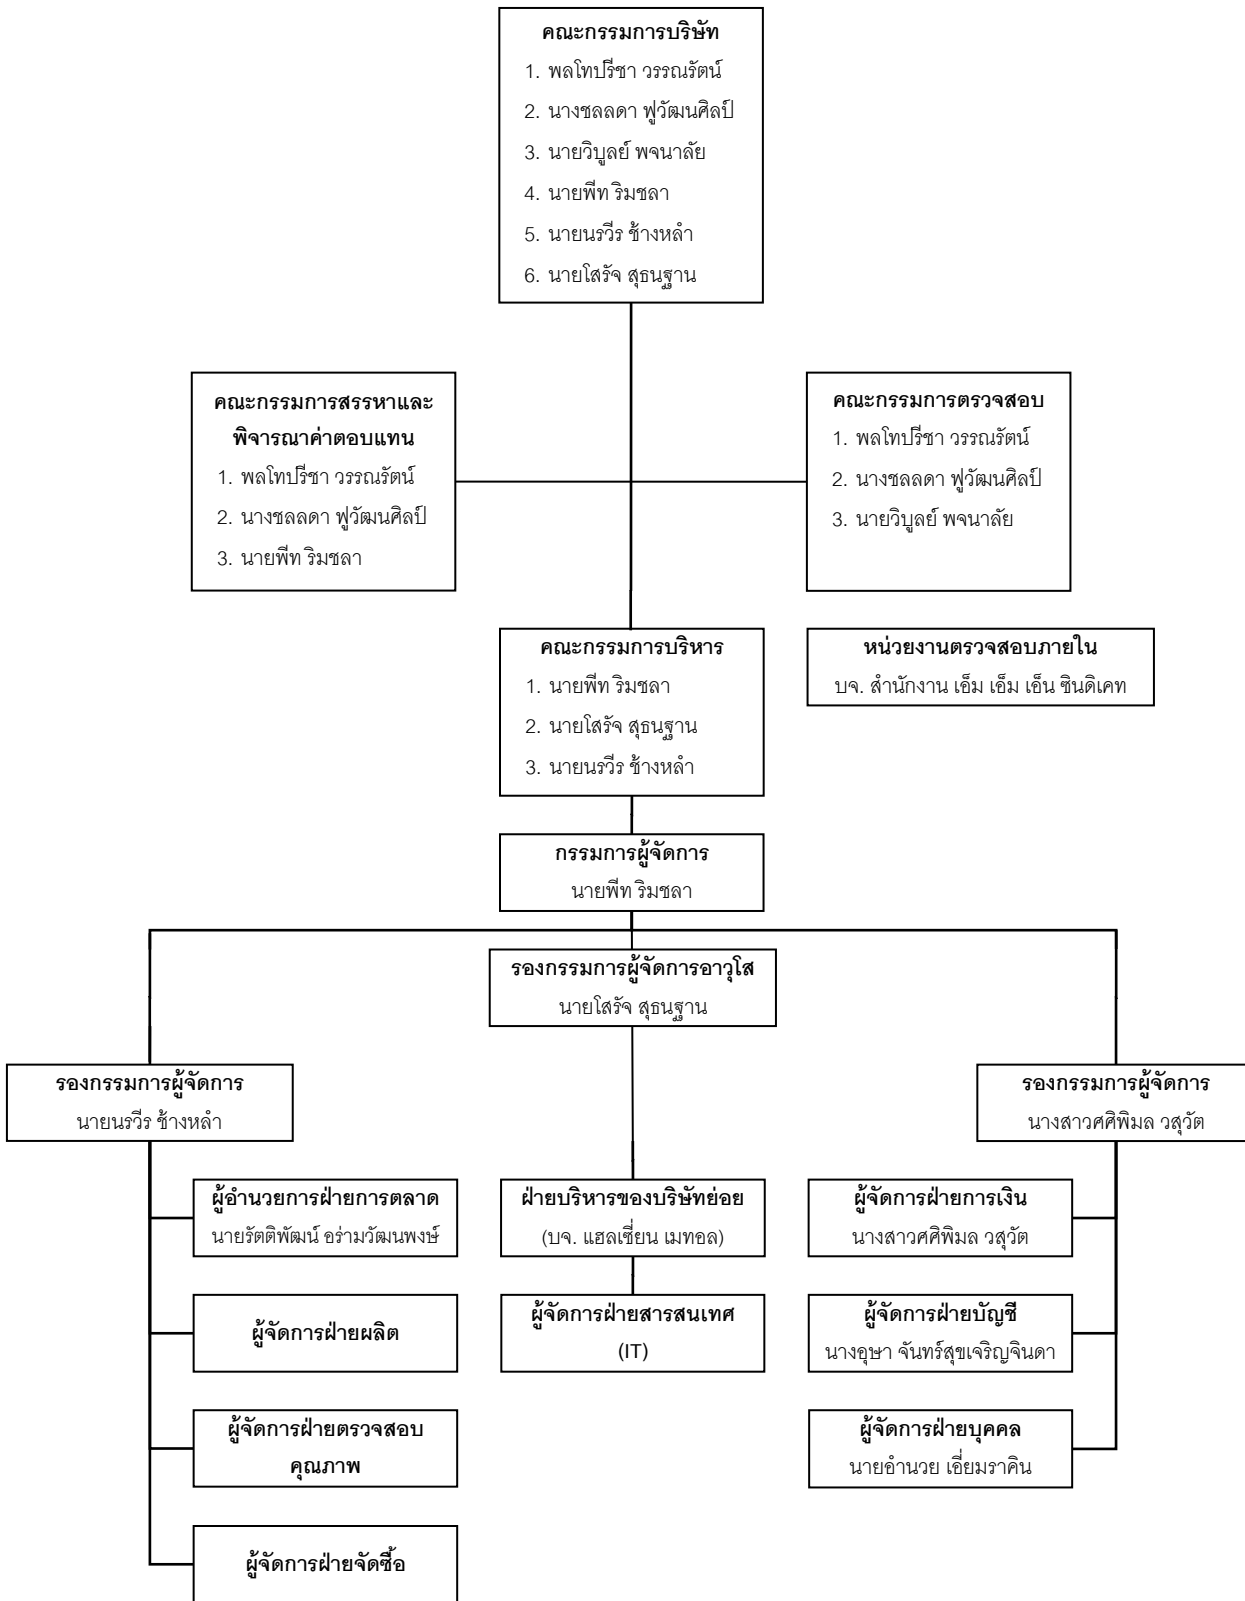 คณะกรรมการบริษัท
1. พลโทปรีชา วรรณรัตน์
2. นางชลลดา ฟูวัฒนศิลป์
3. นายวิบูลย์ พจนาลัย
4. นายพีท ริมชลา
5. นายนรวีร ช้างหลำ
6. นายโสรัจ สุธนฐาน
คณะกรรมการสรรหาและ
พิจารณาค่าตอบแทน
1. พลโทปรีชา วรรณรัตน์
2. นางชลลดา ฟูวัฒนศิลป์
3. นายพีท ริมชลา
คณะกรรมการตรวจสอบ
1. พลโทปรีชา วรรณรัตน์
2. นางชลลดา ฟูวัฒนศิลป์
3. นายวิบูลย์ พจนาลัย
คณะกรรมการบริหาร
1. นายพีท ริมชลา
2. นายโสรัจ สุธนฐาน
3. นายนรวีร ช้างหลำ
หน่วยงานตรวจสอบภายใน
บจ. สำนักงาน เอ็ม เอ็ม เอ็น ซินดิเคท
กรรมการผู้จัดการ
นายพีท ริมชลา
รองกรรมการผู้จัดการอาวุโส
นายโสรัจ สุธนฐาน
รองกรรมการผู้จัดการ
นายนรวีร ช้างหลำ
รองกรรมการผู้จัดการ
นางสาวศศิพิมล วสุวัต
ผู้อำนวยการฝ่ายการตลาด
นายรัตติพัฒน์ อร่ามวัฒนพงษ์
ฝ่ายบริหารของบริษัทย่อย
(บจ. แฮลเซี่ยน เมทอล)
ผู้จัดการฝ่ายการเงิน
นางสาวศศิพิมล วสุวัต
ผู้จัดการฝ่ายผลิต
ผู้จัดการฝ่ายสารสนเทศ
(IT)
ผู้จัดการฝ่ายบัญชี
นางอุษา จันทร์สุขเจริญจินดา
ผู้จัดการฝ่ายตรวจสอบ
คุณภาพ
ผู้จัดการฝ่ายบุคคล
นายอำนวย เอี่ยมราคิน
ผู้จัดการฝ่ายจัดซื้อ